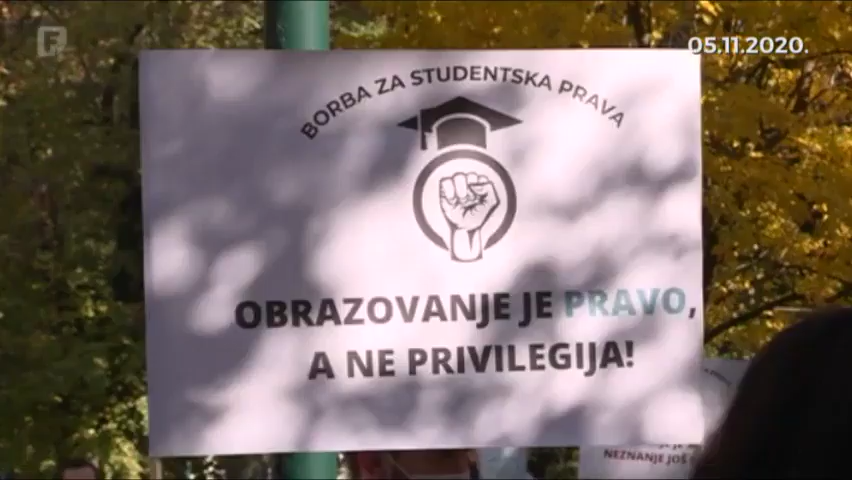 05.11.2020.
BORBA ZA STUDENTSKA PRAVA
OBRAZOVANJE JE PRAVO,
A NE PRIVILEGIJA!
NEZNANJE JOŠ